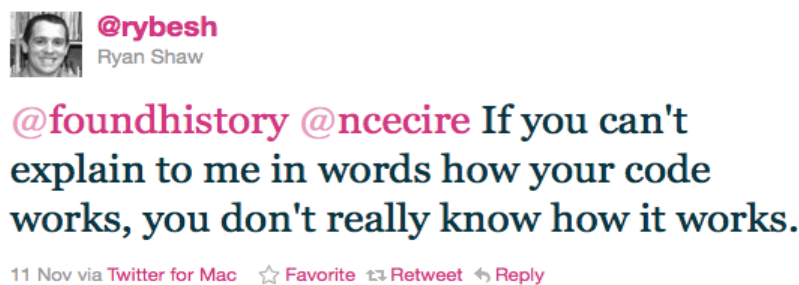 @rybesh
Ryan Shaw
@foundhistory @ncecire If you can't
explain to me in words how your code
works, you don't really know how it works.
11 Nov via Twitter for Mac Favorite Retweet Reply